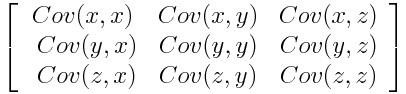 Cov(x, x) Cov(x, y) Cov(x, z)
Cov(y, x) Cov(y, y) Cov(y, z)
Cov(z, x) Cov(z, y) Cov(z, z)